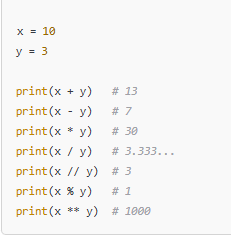 x = 10
y = 3
print(x + y)   # 13
print(x - y)   # 7
print(x * y)   # 30
print(x / y)   # 3.333...
print(x // y)  # 3
print(x % y)   # 1
print(x ** y)  # 1000